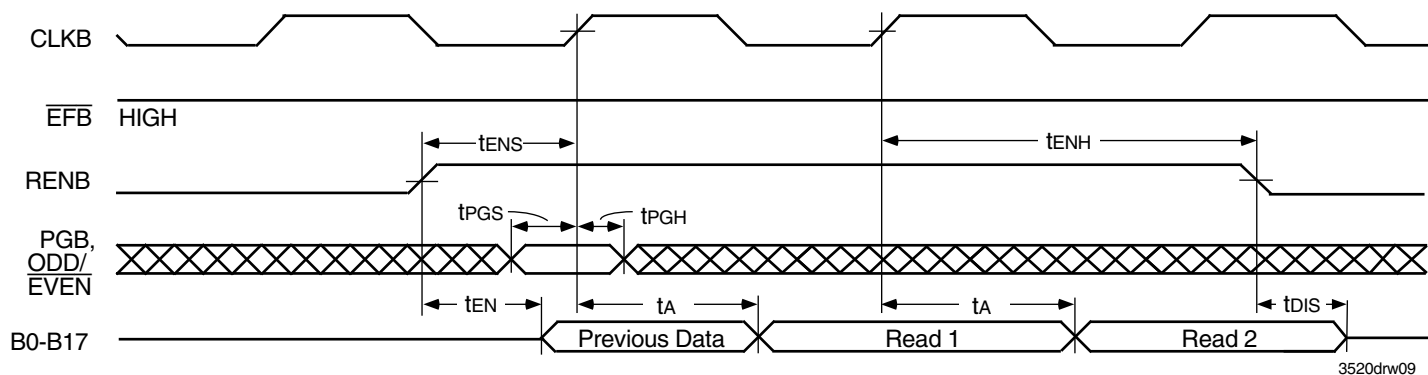 CLKB
EFB HIGH
tENS
tENH
RENB
tPGS
tPGH
PGB,
ODD/
EVEN
tEN
tA
tA
tDIS
B0-B17
Previous Data
Read 1
Read 2
3520drw09